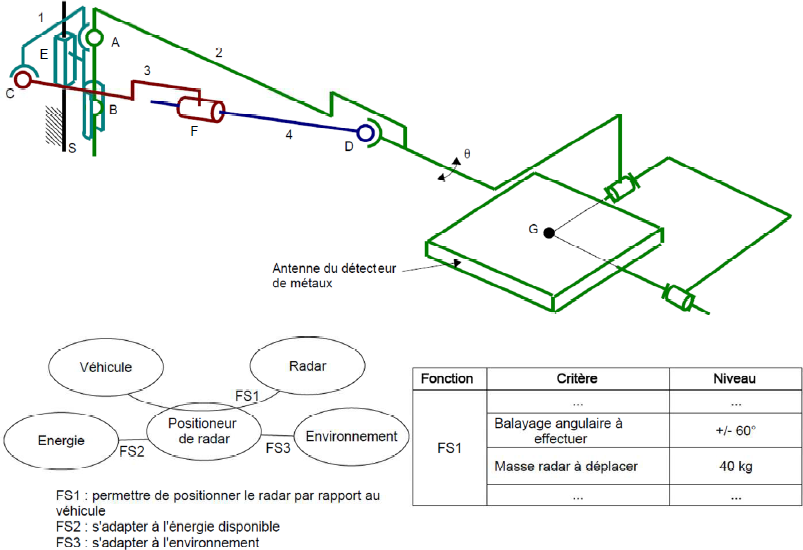 1
A
E
2
C
3
B
F
4
D
S
θ
G
Antenne du détecteur
de métaux
Véhicule
Radar
FS1
Positioneur
de radar
Energie
FS2
FS3
Environnement
FS1 : permettre de positionner le radar par rapport au
véhicule
FS2 : s'adapter à l'énergie disponible
FS3 : s'adapter à l'environnement
Fonction Critère Niveau
... ...
FS1
Balayage angulaire à
effectuer
+/- 60°
Masse radar à déplacer 40 kg
... ...